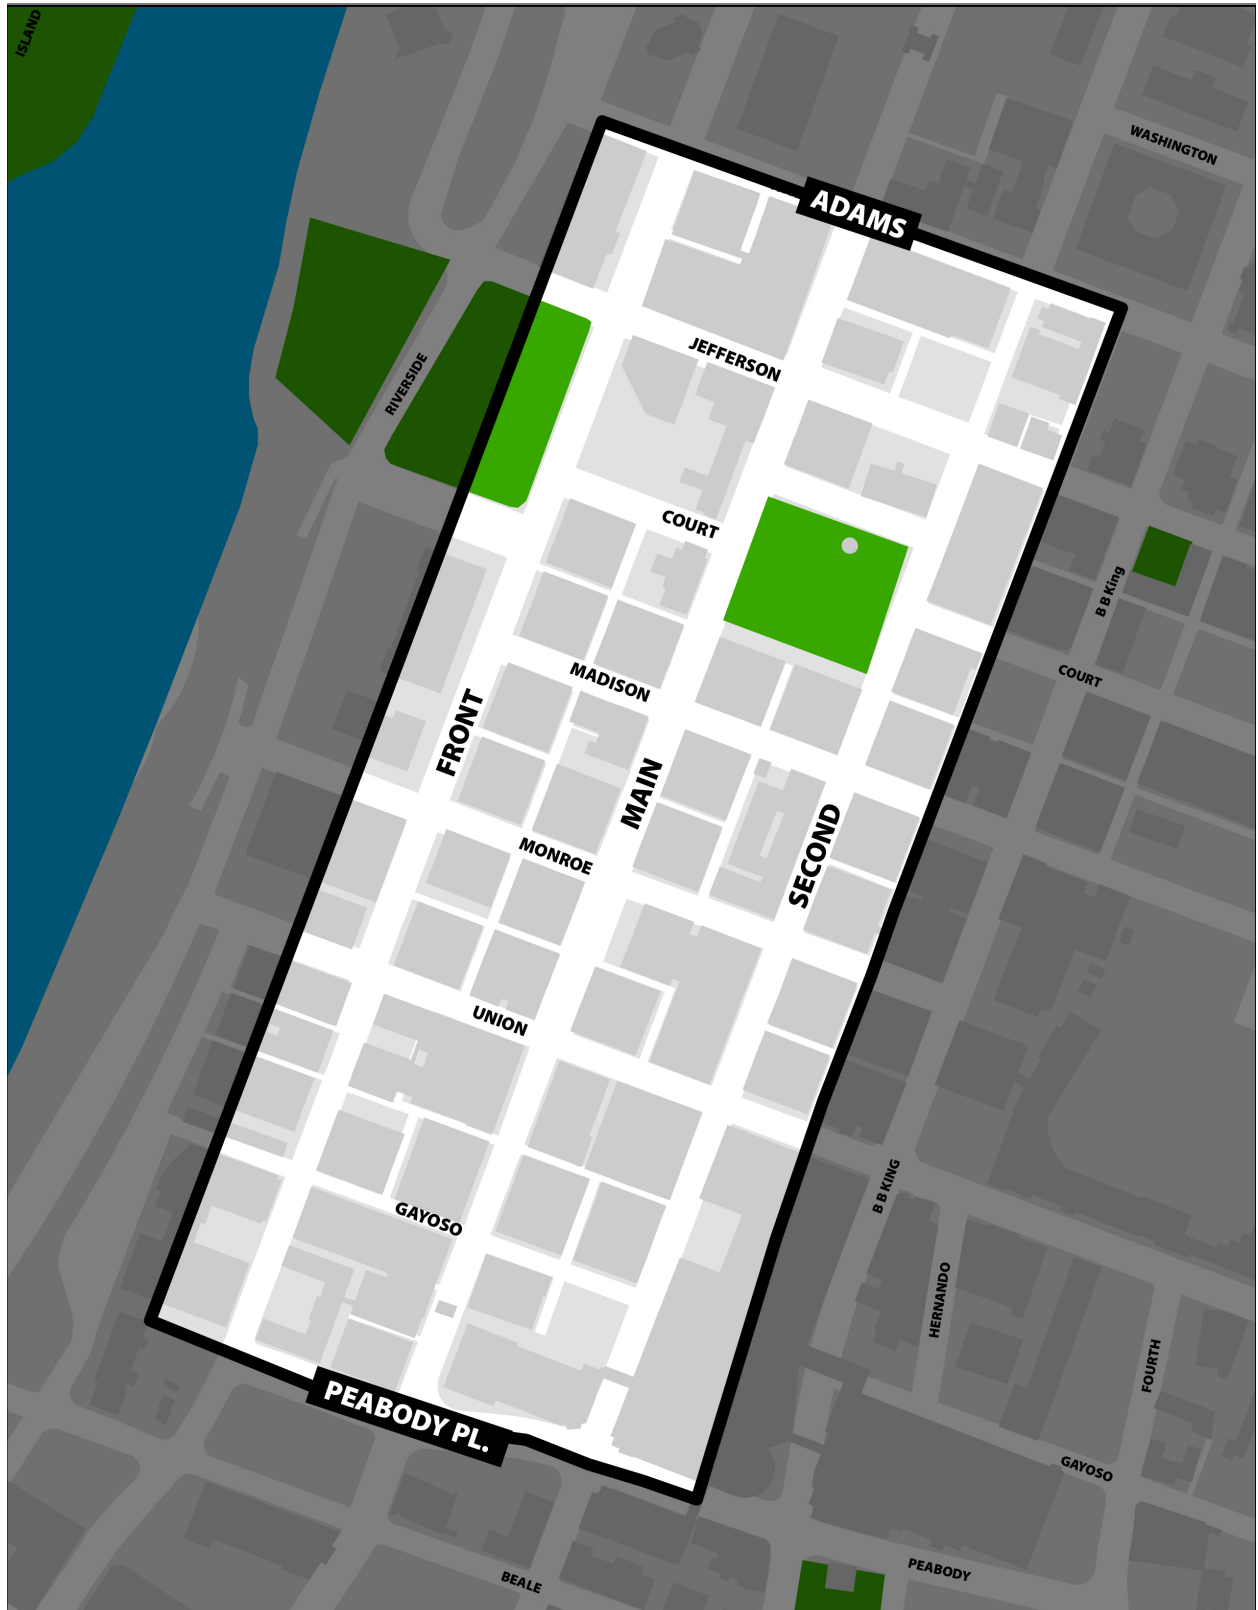 ISLAND
WASHINGTON
ADAMS
JEFFERSON
RIVERSIDE
COURT
B B King
MADISON
COURT
FRONT
MAIN
SECOND
MONROE
UNION
B B KING
GAYOSO
HERNANDO
FOURTH
PEABODY PL.
GAYOSO
PEABODY
BEALE